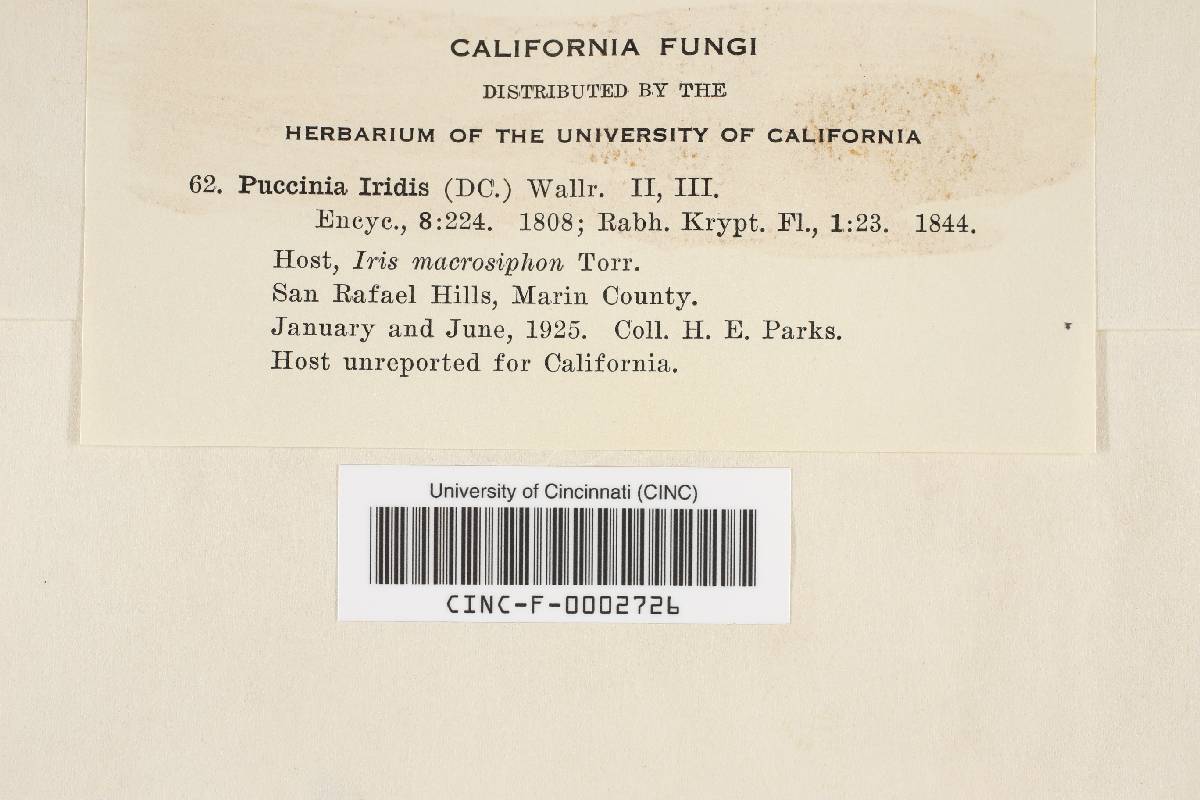 CALIFORNIA FUNGI
DISTRIBUTED BY THE
HERBARIUM OF THE UNIVERSITY OF CALIFORNIA
62. Puccinia Iridis (DC.) Wallr. II, III.
Encyc., 8:224. 1808; Rabh. Krypt. Fl., 1:23. 1844.
Host, Iris macrosiphon Torr.
San Rafael Hills, Marin County.
January and June, 1925. Coll. H. E. Parks.
Host unreported for California.
University of Cincinnati (CINC)
CINC-F-0002726